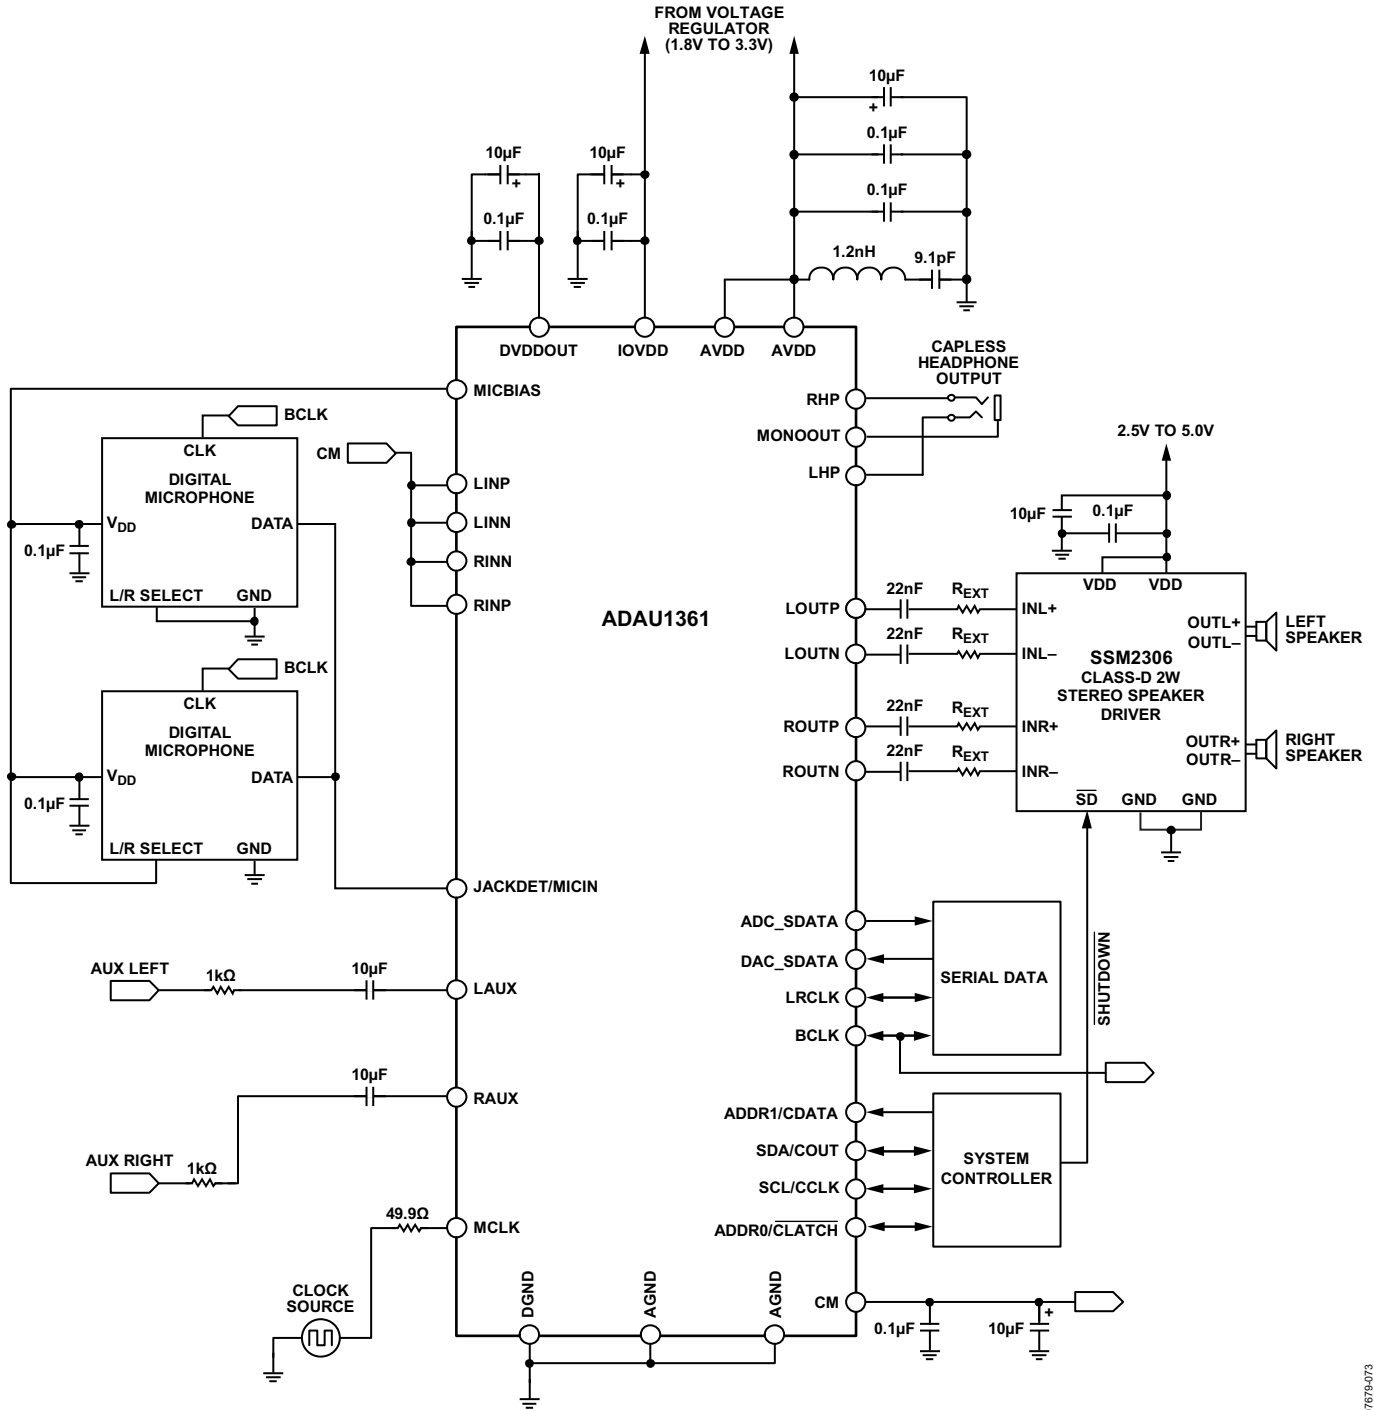 FROM VOLTAGE
REGULATOR
(1.8V TO 3.3V)
10µF
0.1µF
0.1µF
10µF
10µF
0.1µF
0.1µF
1.2nH
9.1pF
DVDDOUT
IOVDD
AVDD
AVDD
CAPLESS
HEADPHONE
OUTPUT
MICBIAS
RHP
MONOOUT
LHP
BCLK
CLK
DIGITAL
MICROPHONE
VDD
DATA
0.1µF
L/R SELECT
GND
CM
LINP
LINN
RINN
RINP
ADAU1361
2.5V TO 5.0V
10µF
0.1µF
VDD
VDD
LOUTP
22nF
REXT
INL+
LOUTN
22nF
REXT
INL–
ROUTP
22nF
REXT
INR+
ROUTN
22nF
REXT
INR–
SSM2306
CLASS-D 2W
STEREO SPEAKER
DRIVER
OUTL+
OUTL–
LEFT
SPEAKER
OUTR+
OUTR–
RIGHT
SPEAKER
SD
GND
GND
BCLK
CLK
DIGITAL
MICROPHONE
VDD
DATA
0.1µF
L/R SELECT
GND
JACKDET/MICIN
ADC_SDATA
DAC_SDATA
LRCLK
BCLK
SERIAL DATA
SHUTDOWN
AUX LEFT
1kΩ
10µF
LAUX
10µF
RAUX
AUX RIGHT
1kΩ
ADDR1/CDATA
SDA/COUT
SCL/CCLK
ADDR0/CLATCH
SYSTEM
CONTROLLER
49.9Ω
MCLK
CLOCK
SOURCE
DGND
AGND
AGND
CM
0.1µF
10µF
07679-073